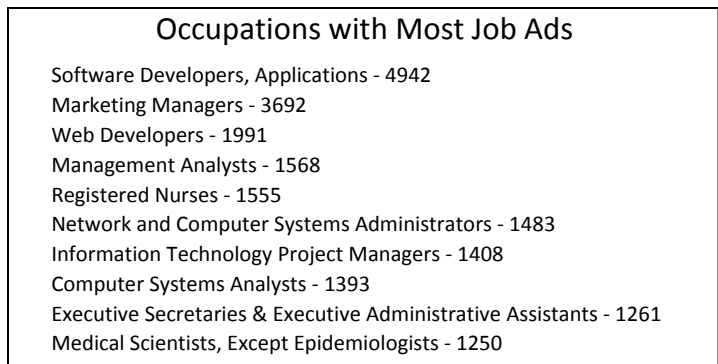 Occupations with Most Job Ads
Software Developers, Applications - 4942
Marketing Managers - 3692
Web Developers - 1991
Management Analysts - 1568
Registered Nurses - 1555
Network and Computer Systems Administrators - 1483
Information Technology Project Managers - 1408
Computer Systems Analysts - 1393
Executive Secretaries & Executive Administrative Assistants - 1261
Medical Scientists, Except Epidemiologists - 1250